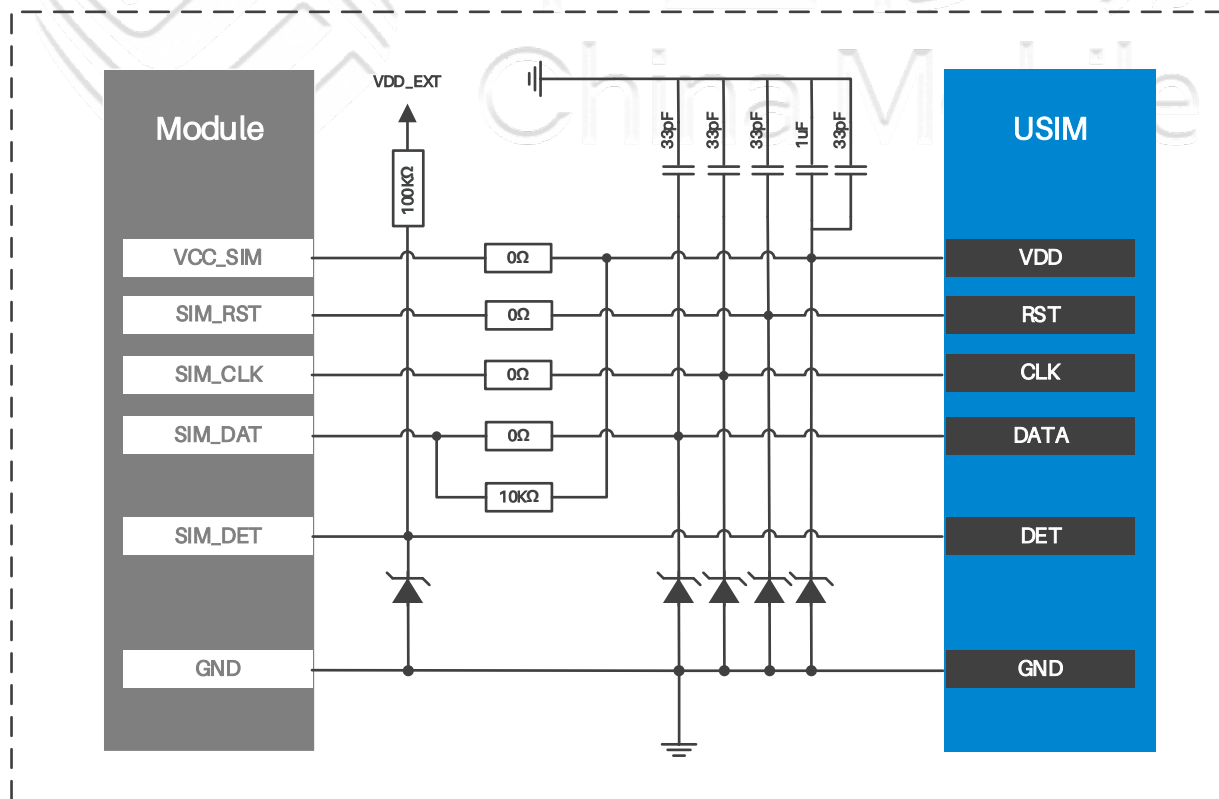 China Mobile
VDD_EXT
Module
USIM
33pF
33pF
33pF
1uF
33pF
100KΩ
VCC_SIM
0Ω
VDD
SIM_RST
0Ω
RST
SIM_CLK
0Ω
CLK
SIM_DAT
0Ω
DATA
10KΩ
SIM_DET
DET
GND
GND